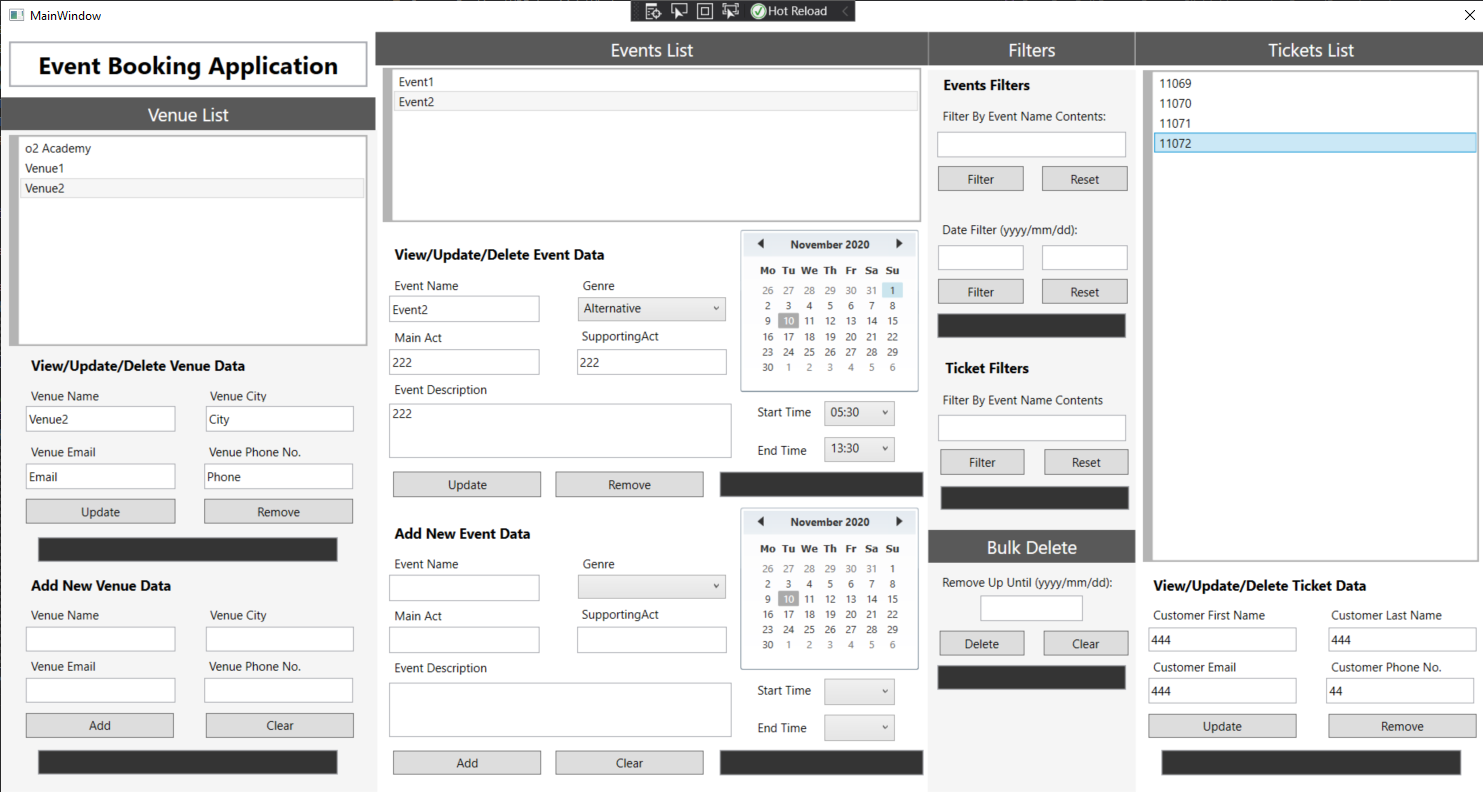 MainWindow
Hot Reload
Event Booking Application
Venue List
o2 Academy
Venue1
Venue2
View/Update/Delete Venue Data
Venue Name Venue City
Venue2 City
Venue Email Venue Phone No.
Email Phone
Update Remove
Add New Venue Data
Venue Name Venue City
Venue Email Venue Phone No.
Add Clear
Events List
Event1
Event2
View/Update/Delete Event Data
Event Name Genre
Event2 Alternative
Main Act SupportingAct
222 222
Event Description
222
Update Remove
November 2020
Mo Tu We Th Fr Sa Su
26 27 28 29 30 31 1
2 3 4 5 6 7 8
9 10 11 12 13 14 15
16 17 18 19 20 21 22
23 24 25 26 27 28 29
30 1 2 3 4 5 6
Start Time 05:30
End Time 13:30
Add New Event Data
Event Name Genre
Main Act SupportingAct
Event Description
Add Clear
November 2020
Mo Tu We Th Fr Sa Su
26 27 28 29 30 31 1
2 3 4 5 6 7 8
9 10 11 12 13 14 15
16 17 18 19 20 21 22
23 24 25 26 27 28 29
30 1 2 3 4 5 6
Start Time
End Time
Filters
Events Filters
Filter By Event Name Contents:
Filter Reset
Date Filter (yyyy/mm/dd):
Filter Reset
Ticket Filters
Filter By Event Name Contents
Filter Reset
Bulk Delete
Remove Up Until (yyyy/mm/dd):
Delete Clear
Tickets List
11069
11070
11071
11072
View/Update/Delete Ticket Data
Customer First Name Customer Last Name
444 444
Customer Email Customer Phone No.
444 44
Update Remove